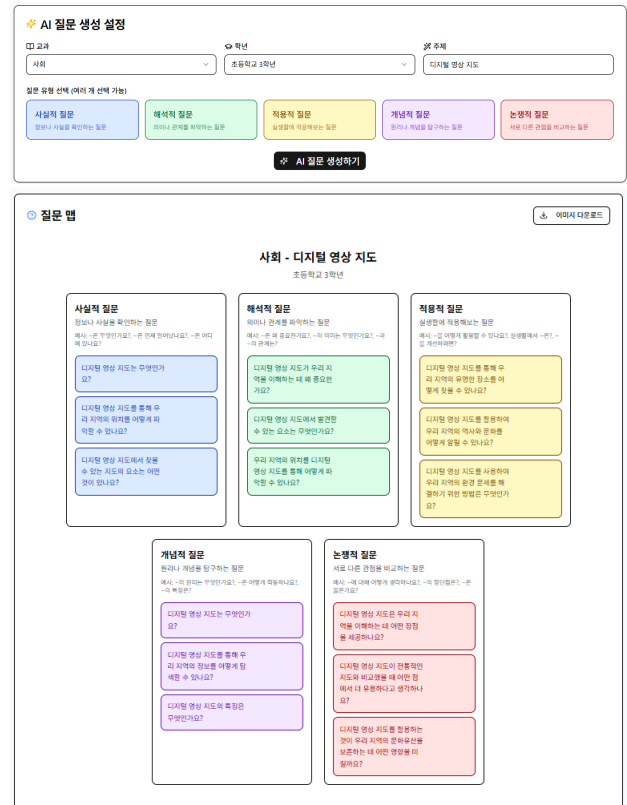 AI 질문 생성 설정
교과
학년
주제
사회
초등학교 3학년
디지털 영상 지도
질문 유형 선택 (여러 개 선택 가능)
사실적 질문
정보나 사실을 확인하는 질문
해석적 질문
의미나 관계를 파악하는 질문
적용적 질문
실생활에 적용해보는 질문
개념적 질문
원리나 개념을 탐구하는 질문
논쟁적 질문
서로 다른 관점을 비교하는 질문
AI 질문 생성하기
질문 맵
이미지 다운로드
사회 - 디지털 영상 지도
초등학교 3학년
사실적 질문
정보나 사실을 확인하는 질문
예시: ~은 무엇인가요?, ~은 언제 일어났나요?, ~은 어디
에 있나요?
디지털 영상 지도는 무엇인가
요?
디지털 영상 지도를 통해 우
리 지역의 위치를 어떻게 파
악할 수 있나요?
디지털 영상 지도에서 찾을
수 있는 지도의 요소는 어떤
것이 있나요?
해석적 질문
의미나 관계를 파악하는 질문
예시: ~은 왜 중요한가요?, ~의 의미는 무엇인가요?, ~과
~의 관계는?
디지털 영상 지도가 우리 지
역을 이해하는 데 왜 중요한
가요?
디지털 영상 지도에서 발견할
수 있는 요소는 무엇인가요?
우리 지역의 위치를 디지털
영상 지도를 통해 어떻게 파
악할 수 있나요?
적용적 질문
실생활에 적용해보는 질문
예시: ~을 어떻게 활용할 수 있나요?, 실생활에서 ~은?, ~
을 개선하려면?
디지털 영상 지도를 통해 우
리 지역의 유명한 장소를 어
떻게 찾을 수 있나요?
디지털 영상 지도를 활용하여
우리 지역의 역사와 문화를
어떻게 알릴 수 있나요?
디지털 영상 지도를 사용하여
우리 지역의 환경 문제를 해
결하기 위한 방법은 무엇인가
요?
개념적 질문
원리나 개념을 탐구하는 질문
예시: ~의 원리는 무엇인가요?, ~은 어떻게 작동하나요?,
~의 특징은?
디지털 영상 지도는 무엇인가
요?
디지털 영상 지도를 통해 우
리 지역의 정보를 어떻게 탐
색할 수 있나요?
디지털 영상 지도의 특징은
무엇인가요?
논쟁적 질문
서로 다른 관점을 비교하는 질문
예시: ~에 대해 어떻게 생각하나요?, ~의 장단점은?, ~은
옳은가요?
디지털 영상 지도은 우리 지
역을 이해하는 데 어떤 장점
을 제공하나요?
디지털 영상 지도이 전통적인
지도와 비교했을 때 어떤 점
에서 더 유용하다고 생각하나
요?
디지털 영상 지도를 활용하는
것이 우리 지역의 문화유산을
보존하는 데 어떤 영향을 미
칠까요?